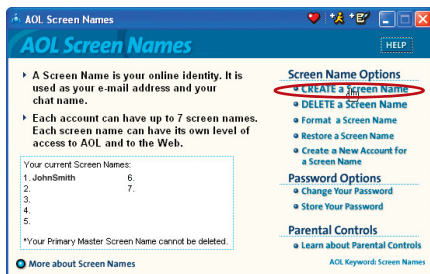 AOL Screen Names
AOL Screen Names
HELP
A Screen Name is your online identity. It is
used as your e-mail address and your
chat name.
Each account can have up to 7 screen names.
Each screen name can have its own level of
access to AOL and to the Web.
Your current Screen Names:
1. JohnSmith 6.
2. 7.
3.
4.
5.
*Your Primary Master Screen Name cannot be deleted.
More about Screen Names
Screen Name Options
CREATE a Screen Name
DELETE a Screen Name
Format a Screen Name
Restore a Screen Name
Create a New Account for
a Screen Name
Password Options
Change Your Password
Store Your Password
Parental Controls
Learn about Parental Controls
AOL Keyword: Screen Names